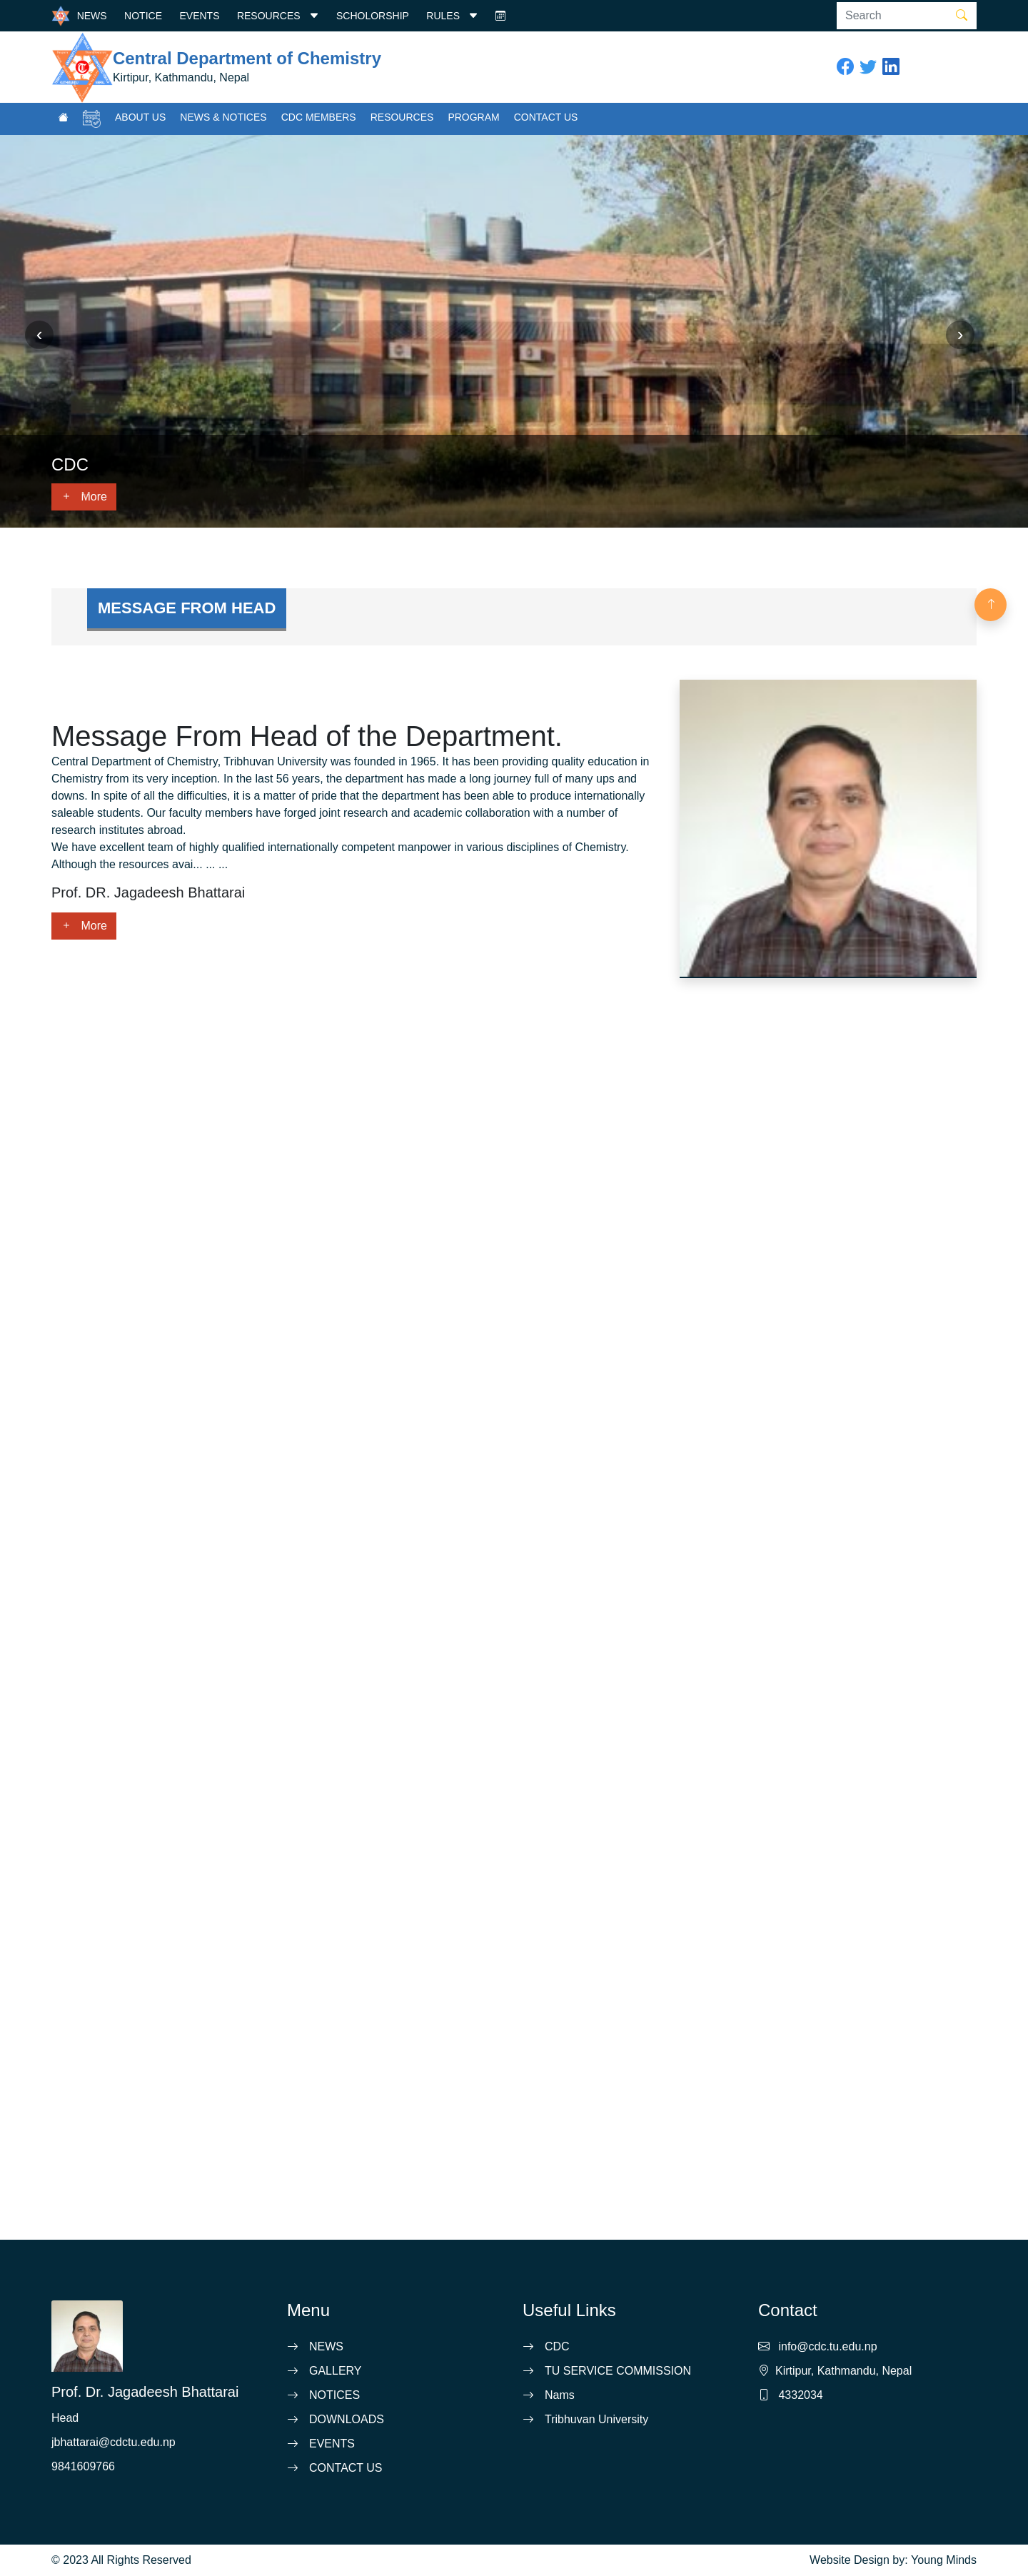 NEWS NOTICE EVENTS RESOURCES SCHOLORSHIP RULES Search
Central Department of Chemistry
Kirtipur, Kathmandu, Nepal
ABOUT US NEWS & NOTICES CDC MEMBERS RESOURCES PROGRAM CONTACT US
‹ ›
CDC
+ More
MESSAGE FROM HEAD
Message From Head of the Department.
Central Department of Chemistry, Tribhuvan University was founded in 1965. It has been providing quality education in
Chemistry from its very inception. In the last 56 years, the department has made a long journey full of many ups and
downs. In spite of all the difficulties, it is a matter of pride that the department has been able to produce internationally
saleable students. Our faculty members have forged joint research and academic collaboration with a number of
research institutes abroad.
We have excellent team of highly qualified internationally competent manpower in various disciplines of Chemistry.
Although the resources avai... ... ...
Prof. DR. Jagadeesh Bhattarai
+ More
Prof. Dr. Jagadeesh Bhattarai
Head
jbhattarai@cdctu.edu.np
9841609766
Menu
NEWS
GALLERY
NOTICES
DOWNLOADS
EVENTS
CONTACT US
Useful Links
CDC
TU SERVICE COMMISSION
Nams
Tribhuvan University
Contact
info@cdc.tu.edu.np
Kirtipur, Kathmandu, Nepal
4332034
© 2023 All Rights Reserved
Website Design by: Young Minds